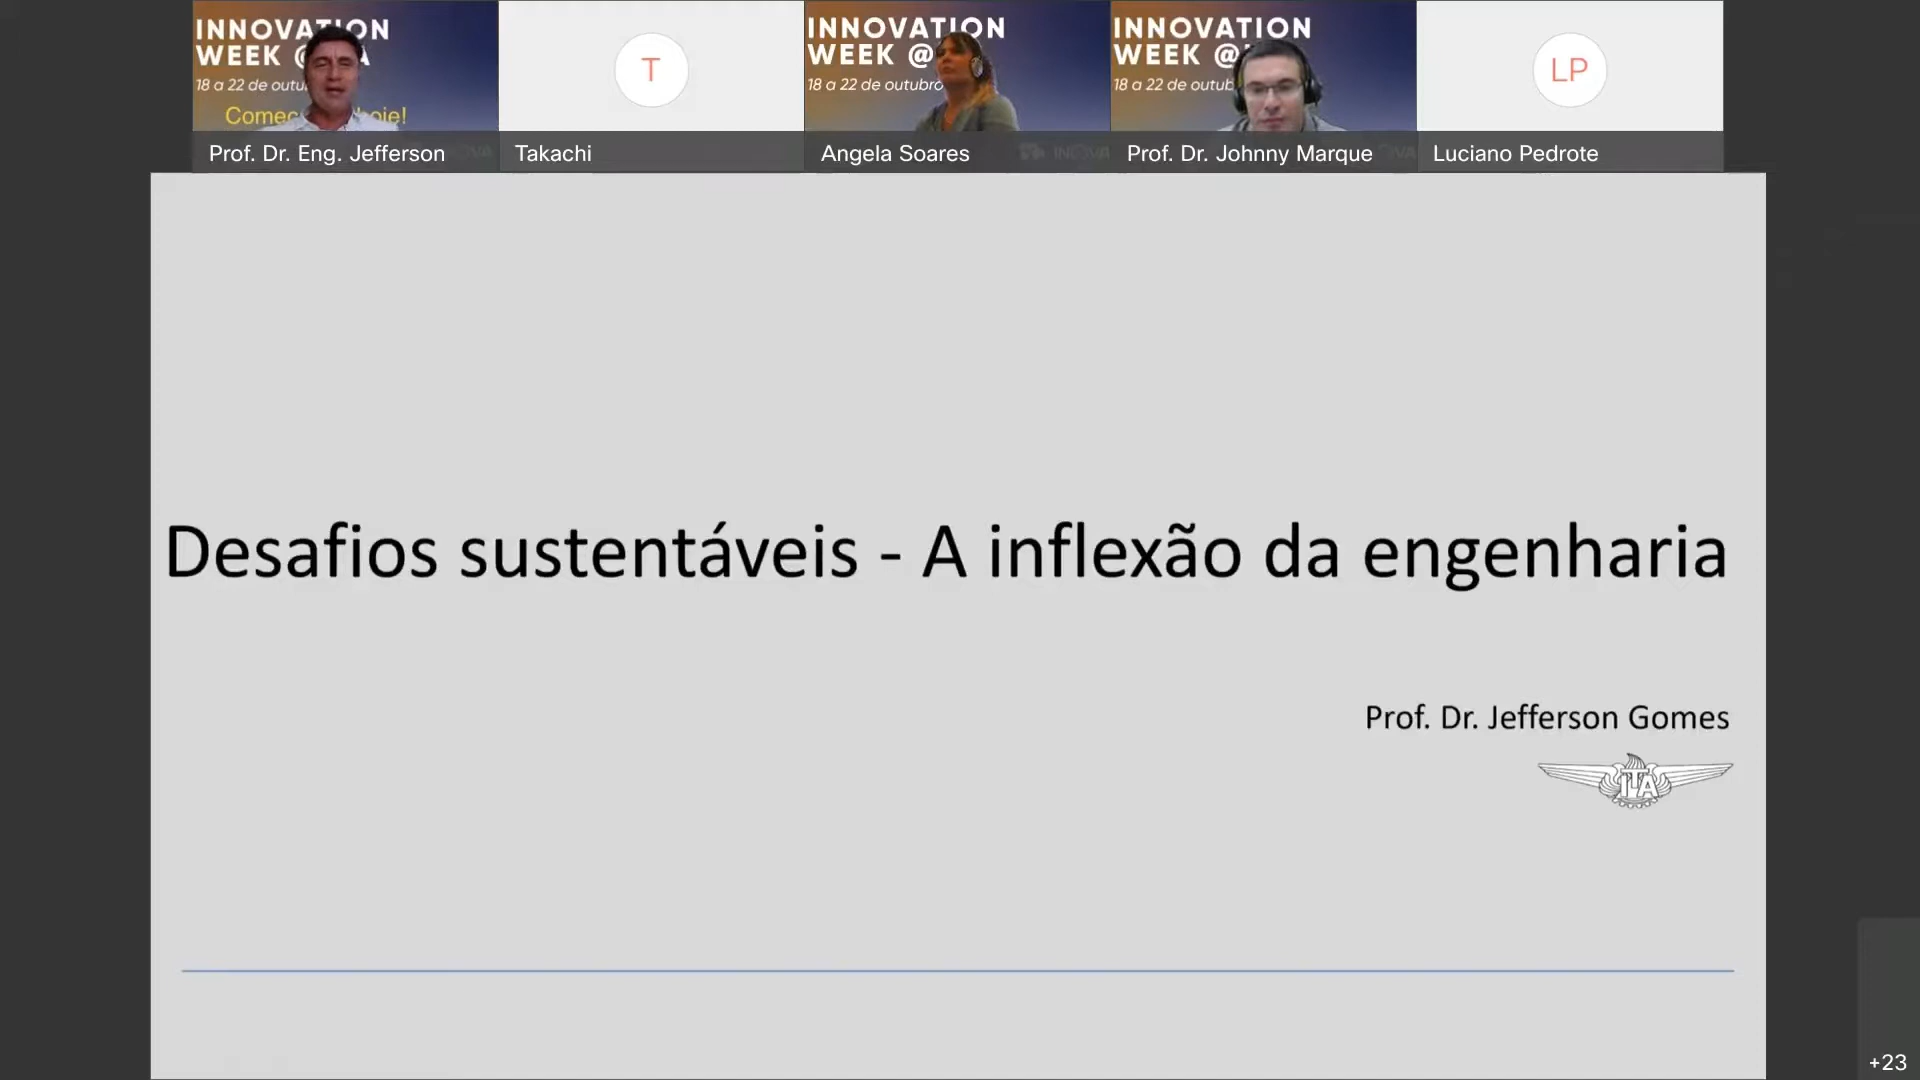 INNOVATION
WEEK @
18 a 22 de
Prof. Dr. Eng. Jefferson
T
Takachi
INNOVATION
WEEK @
18 a 22 de outubro
Angela Soares
INNOVATION
WEEK @
18 a 22 de
Prof. Dr. Johnny Marque
LP
Luciano Pedrote
Desafios sustentáveis - A inflexão da engenharia
Prof. Dr. Jefferson Gomes
ITA
+23